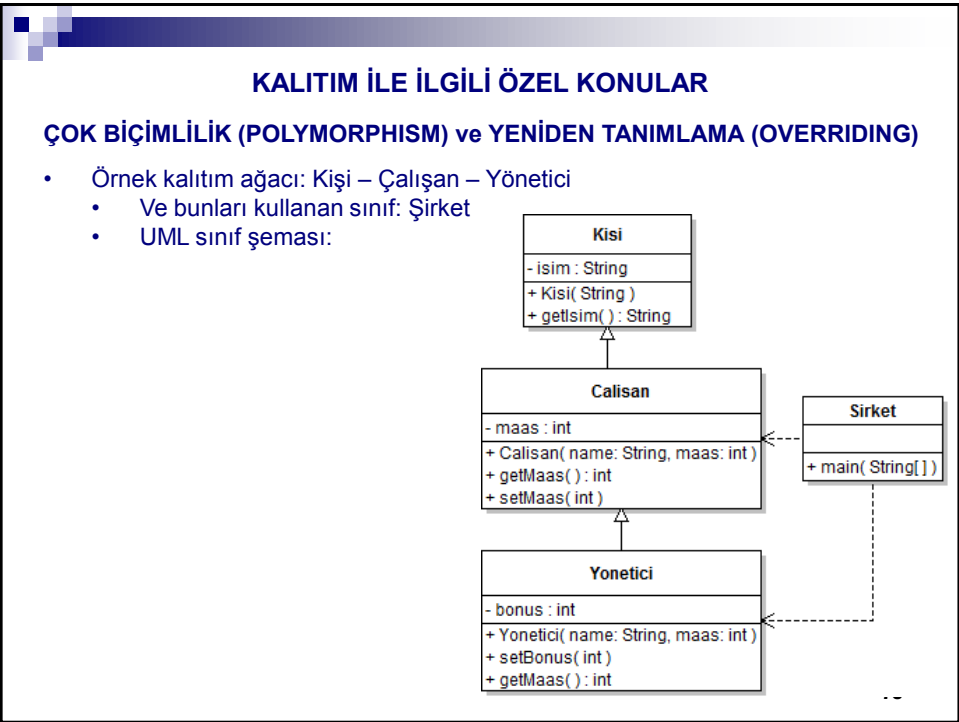 KALITIM İLE İLGİLİ ÖZEL KONULAR
ÇOK BİÇİMLİLİK (POLYMORPHISM) ve YENİDEN TANIMLAMA (OVERRIDING)
• Örnek kalıtım ağacı: Kişi – Çalışan – Yönetici
• Ve bunları kullanan sınıf: Şirket
• UML sınıf şeması:
Kisi
- isim : String
+ Kisi( String )
+ getIsim( ) : String
Calisan
- maas : int
+ Calisan( name: String, maas: int )
+ getMaas( ) : int
+ setMaas( int )
Sirket
+ main( String[ ] )
Yonetici
- bonus : int
+ Yonetici( name: String, maas: int )
+ setBonus( int )
+ getMaas( ) : int